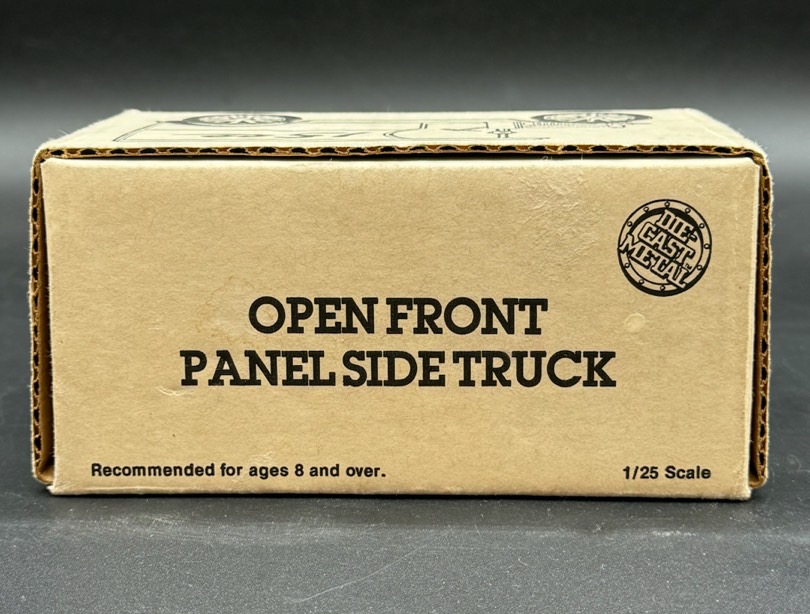 DIE
CAST
METAL
OPEN FRONT
PANEL SIDE TRUCK
Recommended for ages 8 and over.
1/25 Scale